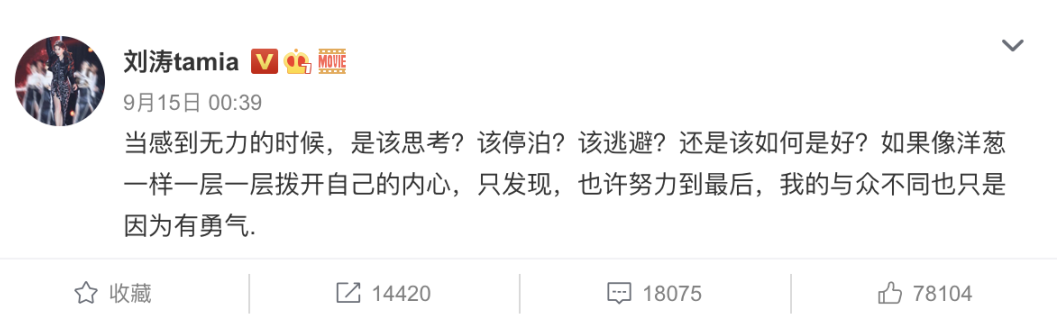 刘涛tamia V 7 MOVIE
9月15日 00:39
当感到无力的时候，是该思考？该停泊？该逃避？还是该如何是好？如果像洋葱
一样一层一层拨开自己的内心，只发现，也许努力到最后，我的与众不同也只是
因为有勇气.
收藏 14420 18075 78104